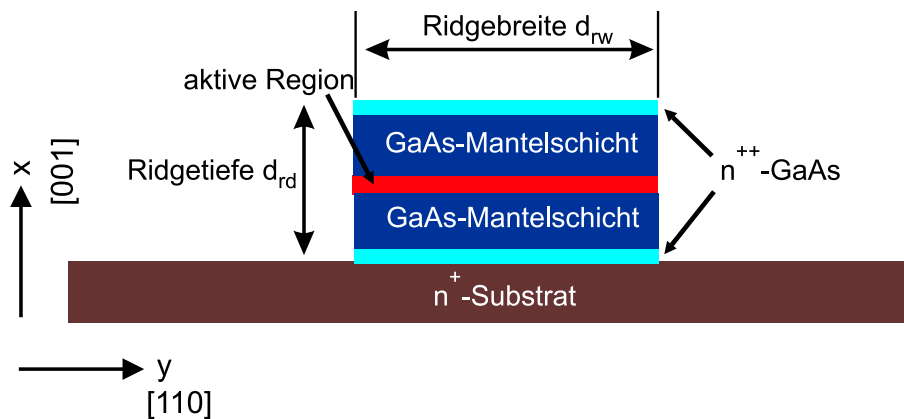 Ridgebreite d_rw
aktive Region
GaAs-Mantelschicht
Ridgetiefe d_rd
n^++-GaAs
GaAs-Mantelschicht
n^+-Substrat
x
[001]
y
[110]